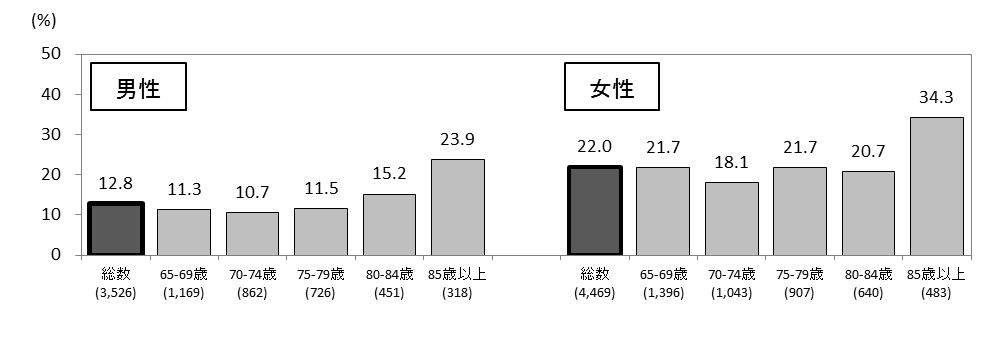 (%)
50
40
30
20
10
0
男性
12.8
11.3
10.7
11.5
15.2
23.9
総数
(3,526)
65-69歳
(1,169)
70-74歳
(862)
75-79歳
(726)
80-84歳
(451)
85歳以上
(318)
女性
22.0
21.7
18.1
21.7
20.7
34.3
総数
(4,469)
65-69歳
(1,396)
70-74歳
(1,043)
75-79歳
(907)
80-84歳
(640)
85歳以上
(483)